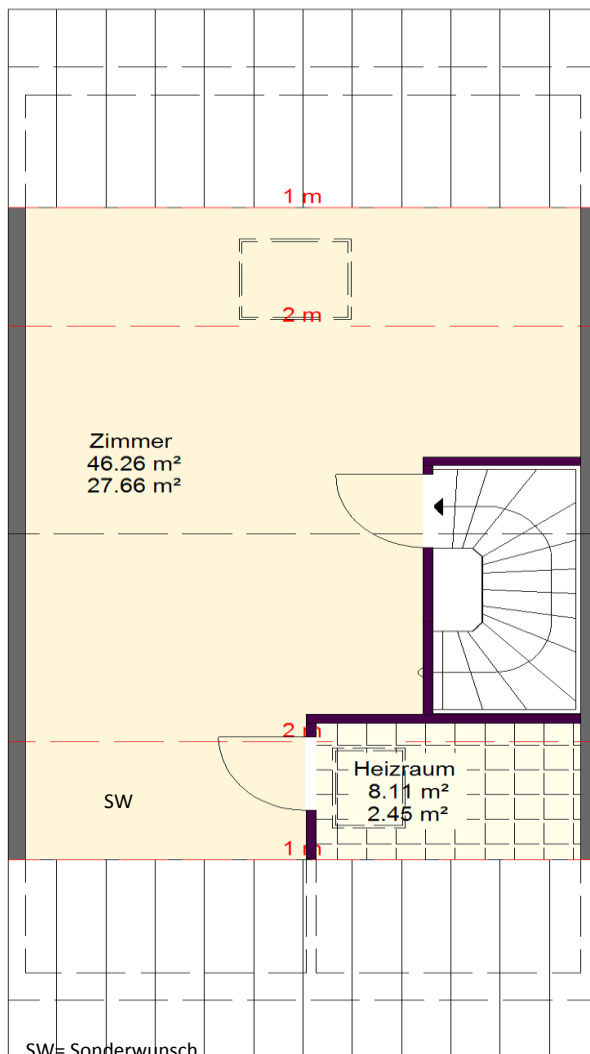 1 m
2 m
Zimmer
46.26 m²
27.66 m²
2 m
Heizraum
8.11 m²
2.45 m²
SW
1 m
SW= Sonderwunsch